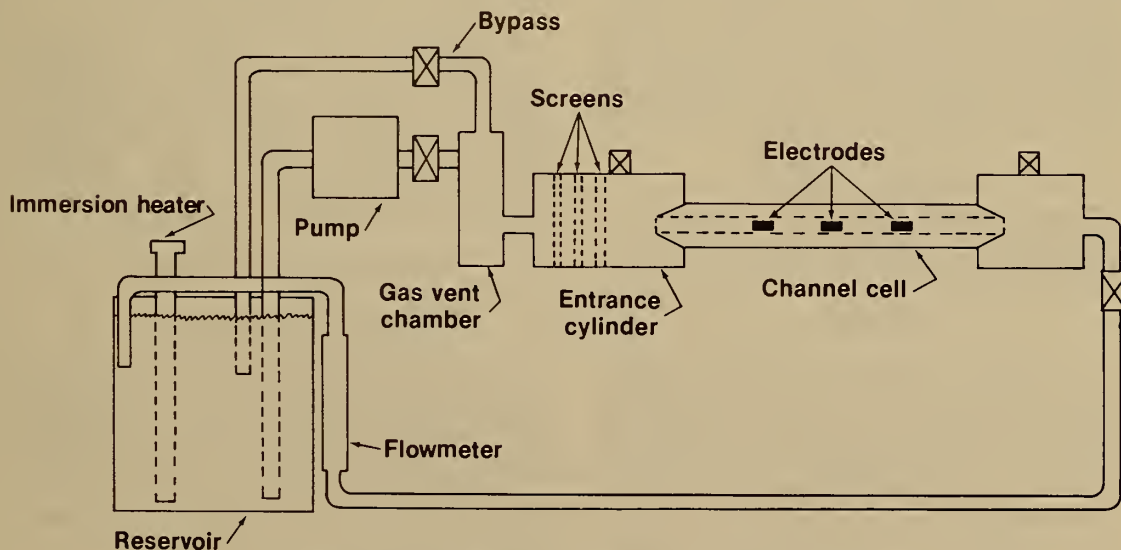 Bypass
Screens
Electrodes
Immersion heater
Pump
Gas vent
chamber
Entrance
cylinder
Channel cell
Flowmeter
Reservoir